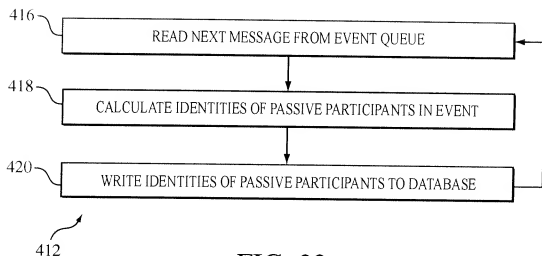 416
READ NEXT MESSAGE FROM EVENT QUEUE
418
CALCULATE IDENTITIES OF PASSIVE PARTICIPANTS IN EVENT
420
WRITE IDENTITIES OF PASSIVE PARTICIPANTS TO DATABASE
412